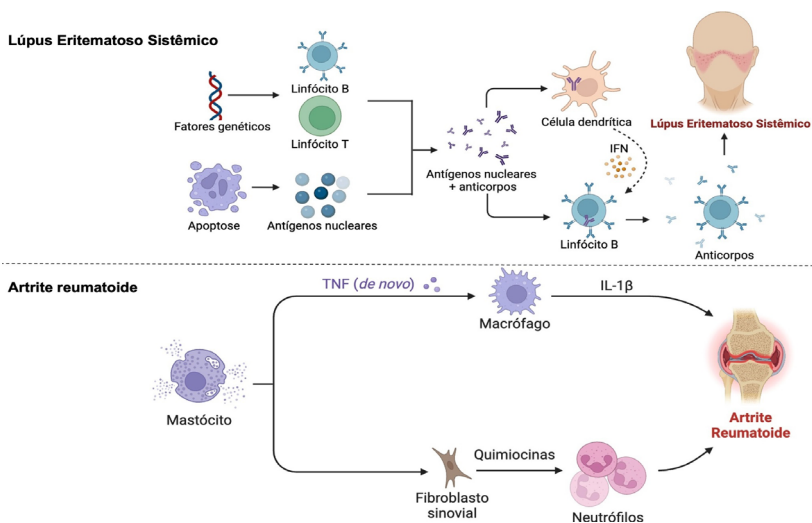 Lúpus Eritematoso Sistêmico
Fatores genéticos
Linfócito B
Linfócito T
Apoptose
Antígenos nucleares
Antígenos nucleares
+ anticorpos
Célula dendrítica
IFN
Linfócito B
Anticorpos
Lúpus Eritematoso Sistêmico
Artrite reumatoide
Mastócito
TNF (de novo)
Macrófago
IL-1β
Fibroblasto
sinovial
Quimiocinas
Neutrófilos
Artrite
Reumatoide